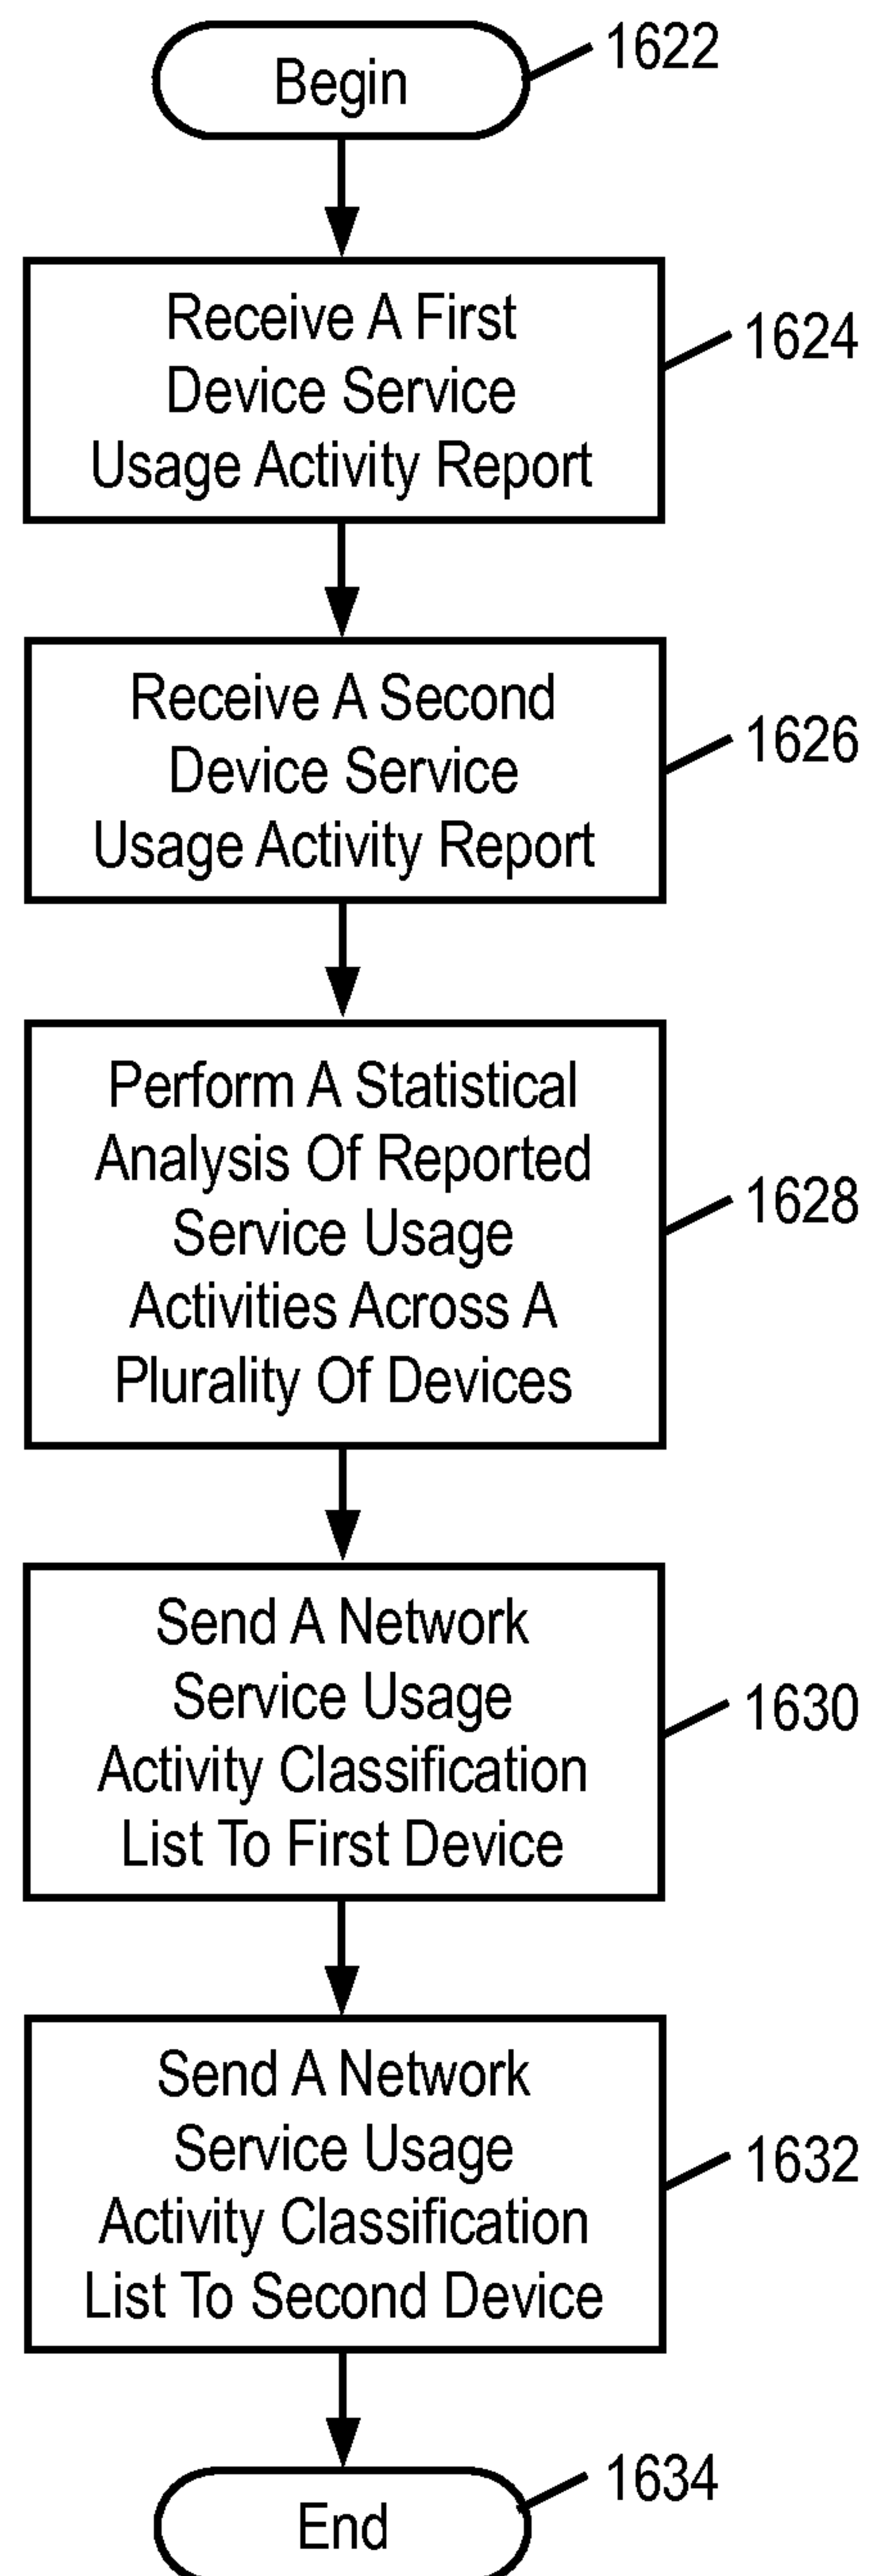 Begin
1622
Receive A First
Device Service
Usage Activity Report
1624
Receive A Second
Device Service
Usage Activity Report
1626
Perform A Statistical
Analysis Of Reported
Service Usage
Activities Across A
Plurality Of Devices
1628
Send A Network
Service Usage
Activity Classification
List To First Device
1630
Send A Network
Service Usage
Activity Classification
List To Second Device
1632
End
1634